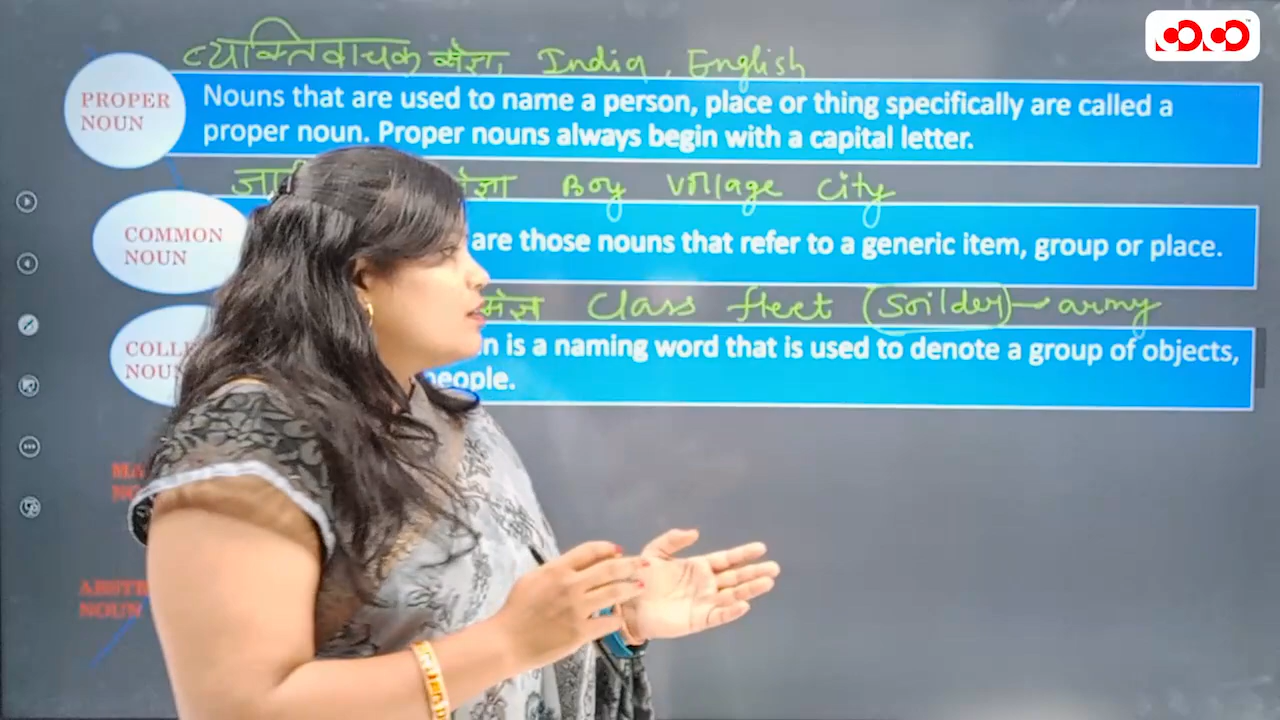 व्यक्तिवाचक संज्ञा, India, English
PROPER
NOUN
Nouns that are used to name a person, place or thing specifically are called a
proper noun. Proper nouns always begin with a capital letter.
Boy village city
COMMON
NOUN
are those nouns that refer to a generic item, group or place.
class fleet (Soilder) → army
is a naming word that is used to denote a group of objects,
people.
NOUN